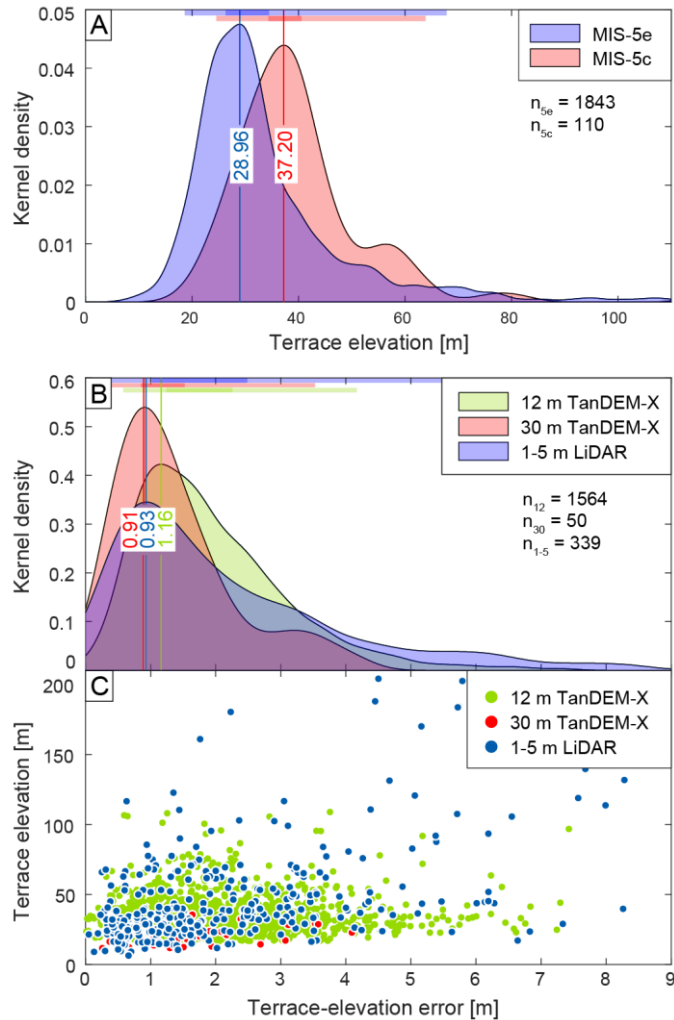 A
0.05
0.04
0.03
0.02
0.01
0
Kernel density
28.96
37.20
MIS-5e
MIS-5c
n5e = 1843
n5c = 110
0 20 40 60 80 100
Terrace elevation [m]
B
0.6
0.5
0.4
0.3
0.2
0.1
0
Kernel density
0.91
0.93
1.16
12 m TanDEM-X
30 m TanDEM-X
1-5 m LiDAR
n12 = 1564
n30 = 50
n1-5 = 339
C
200
150
100
50
0
Terrace elevation [m]
12 m TanDEM-X
30 m TanDEM-X
1-5 m LiDAR
0 1 2 3 4 5 6 7 8 9
Terrace-elevation error [m]